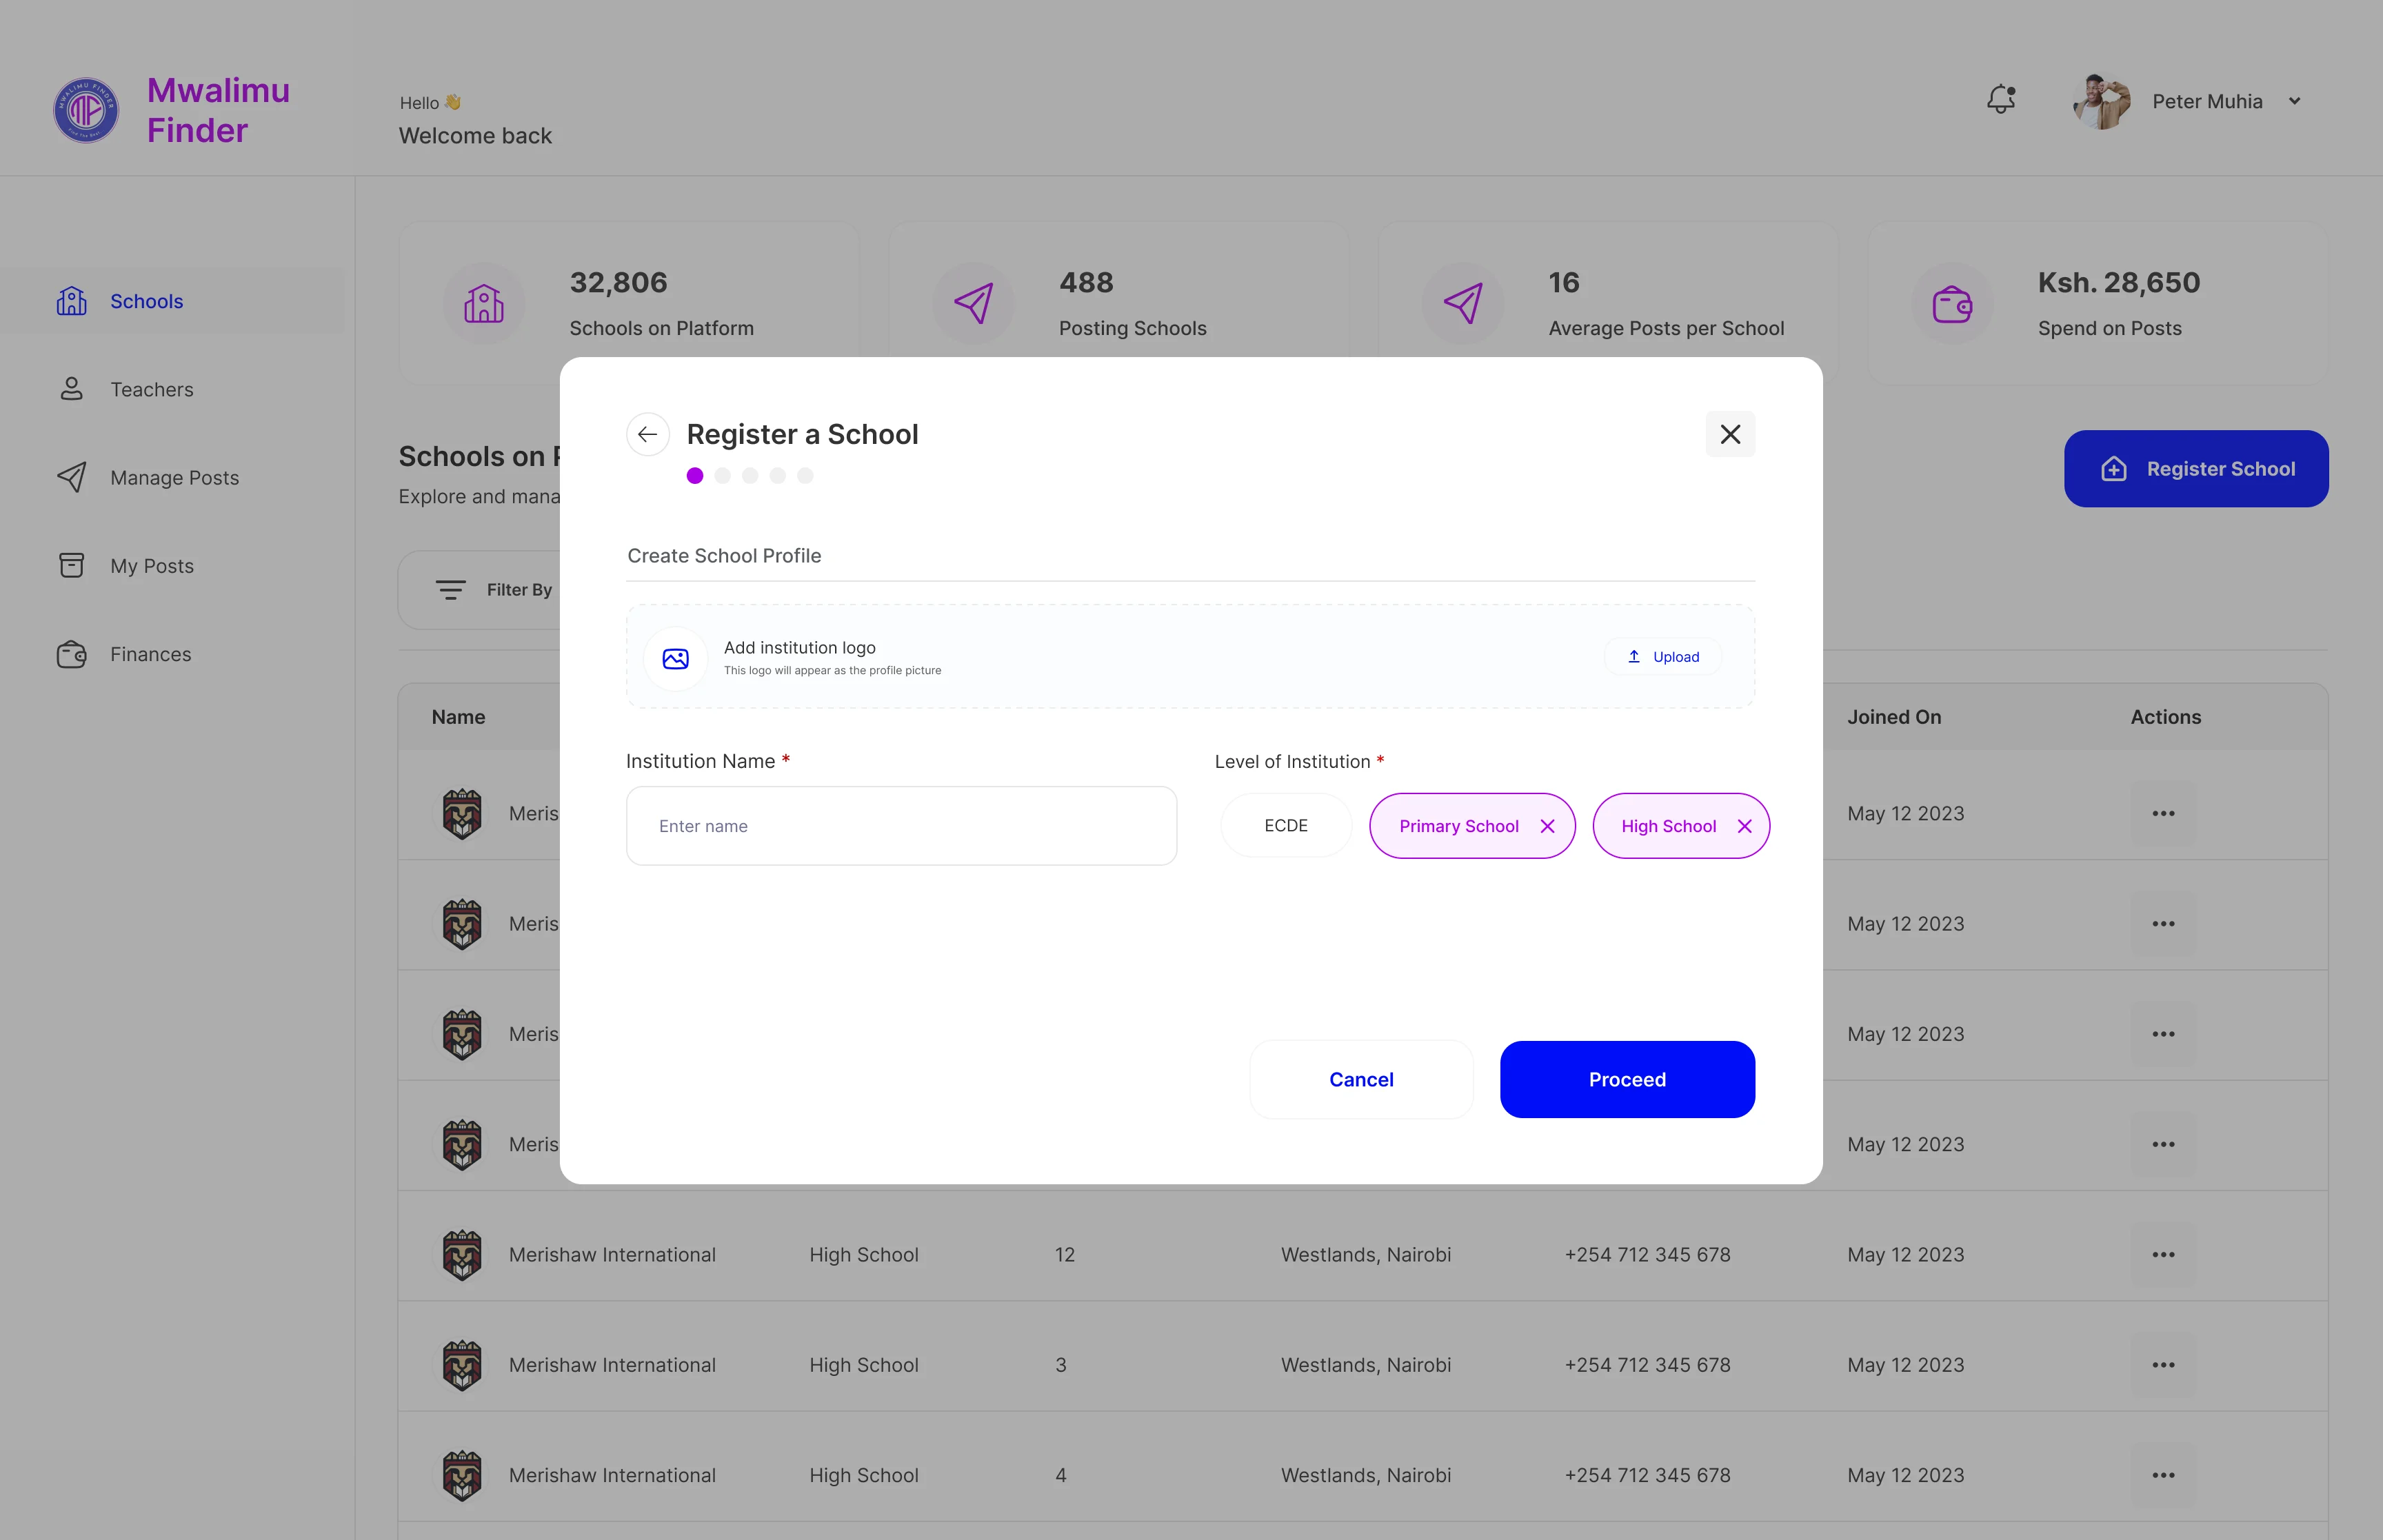 Mwalimu
Finder
Hello 👋
Welcome back
Peter Muhia
Schools
Teachers
Manage Posts
My Posts
Finances
32,806
Schools on Platform
488
Posting Schools
16
Average Posts per School
Ksh. 28,650
Spend on Posts
Schools on
Explore and mana
Register School
Filter By
Register a School
Create School Profile
Add institution logo
This logo will appear as the profile picture
Upload
Institution Name *
Enter name
Level of Institution *
ECDE
Primary School
High School
Cancel
Proceed
Name Joined On Actions
Meris May 12 2023
Meris May 12 2023
Meris May 12 2023
Meris May 12 2023
Merishaw International High School 12 Westlands, Nairobi +254 712 345 678 May 12 2023
Merishaw International High School 3 Westlands, Nairobi +254 712 345 678 May 12 2023
Merishaw International High School 4 Westlands, Nairobi +254 712 345 678 May 12 2023